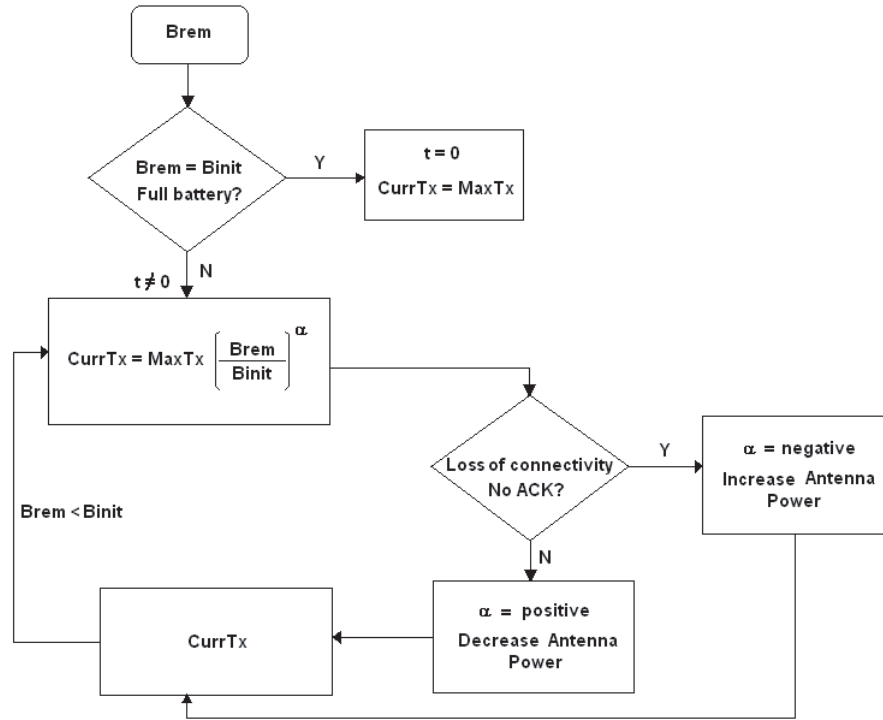 Brem
Brem = Binit
Full battery?
Y
t = 0
CurrTx = MaxTx
N
t ≠ 0
CurrTx = MaxTx (Brem / Binit)^α
Loss of connectivity
No ACK?
Y
α = negative
Increase Antenna
Power
Brem < Binit
N
α = positive
Decrease Antenna
Power
CurrTx